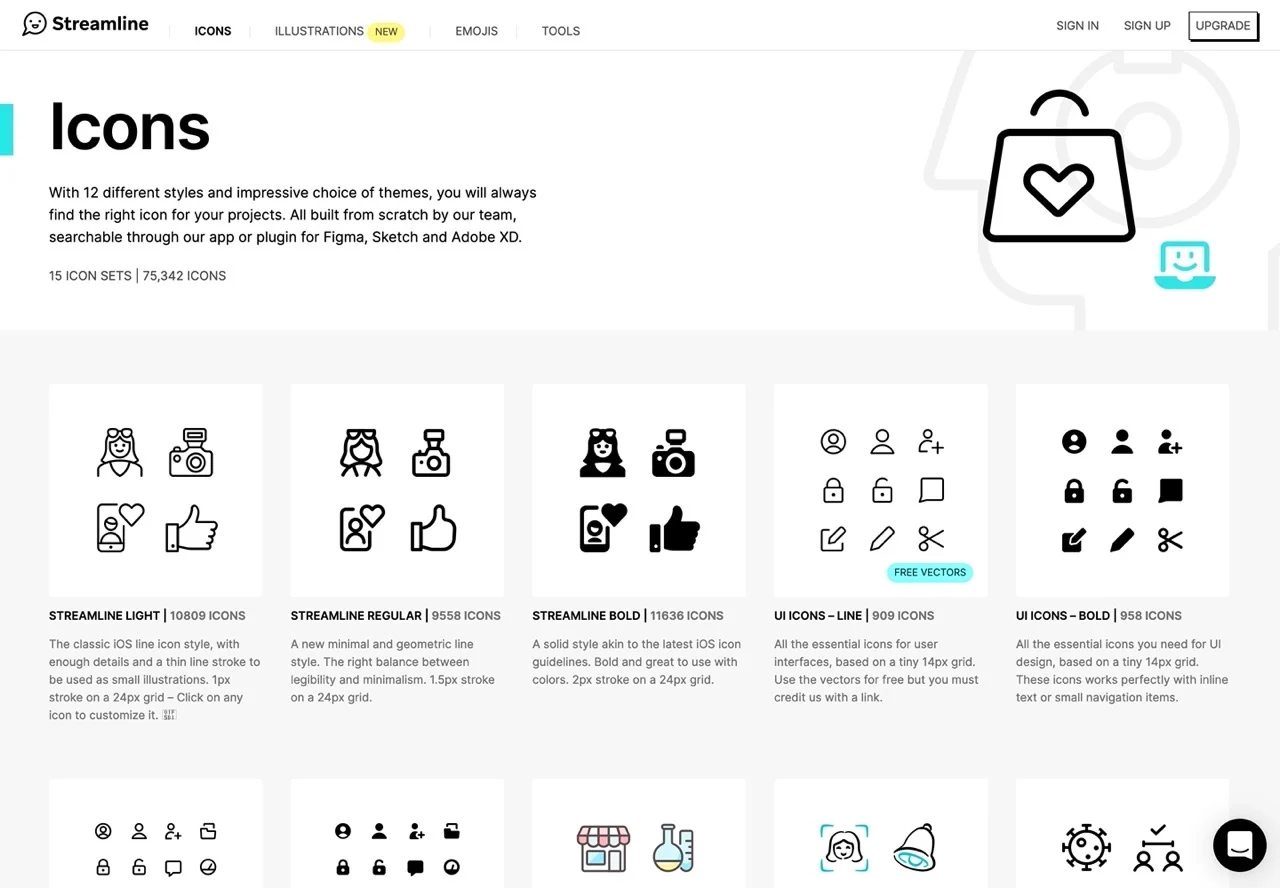 Streamline
ICONS
ILLUSTRATIONS NEW
EMOJIS
TOOLS
SIGN IN
SIGN UP
UPGRADE
Icons
With 12 different styles and impressive choice of themes, you will always
find the right icon for your projects. All built from scratch by our team,
searchable through our app or plugin for Figma, Sketch and Adobe XD.
15 ICON SETS | 75,342 ICONS
STREAMLINE LIGHT | 10809 ICONS
The classic iOS line icon style, with
enough details and a thin line stroke to
be used as small illustrations. 1px
stroke on a 24px grid – Click on any
icon to customize it.
STREAMLINE REGULAR | 9558 ICONS
A new minimal and geometric line
style. The right balance between
legibility and minimalism. 1.5px stroke
on a 24px grid.
STREAMLINE BOLD | 11636 ICONS
A solid style akin to the latest iOS icon
guidelines. Bold and great to use with
colors. 2px stroke on a 24px grid.
FREE VECTORS
UI ICONS – LINE | 909 ICONS
All the essential icons for user
interfaces, based on a tiny 14px grid.
Use the vectors for free but you must
credit us with a link.
UI ICONS – BOLD | 958 ICONS
All the essential icons you need for UI
design, based on a tiny 14px grid.
These icons works perfectly with inline
text or small navigation items.